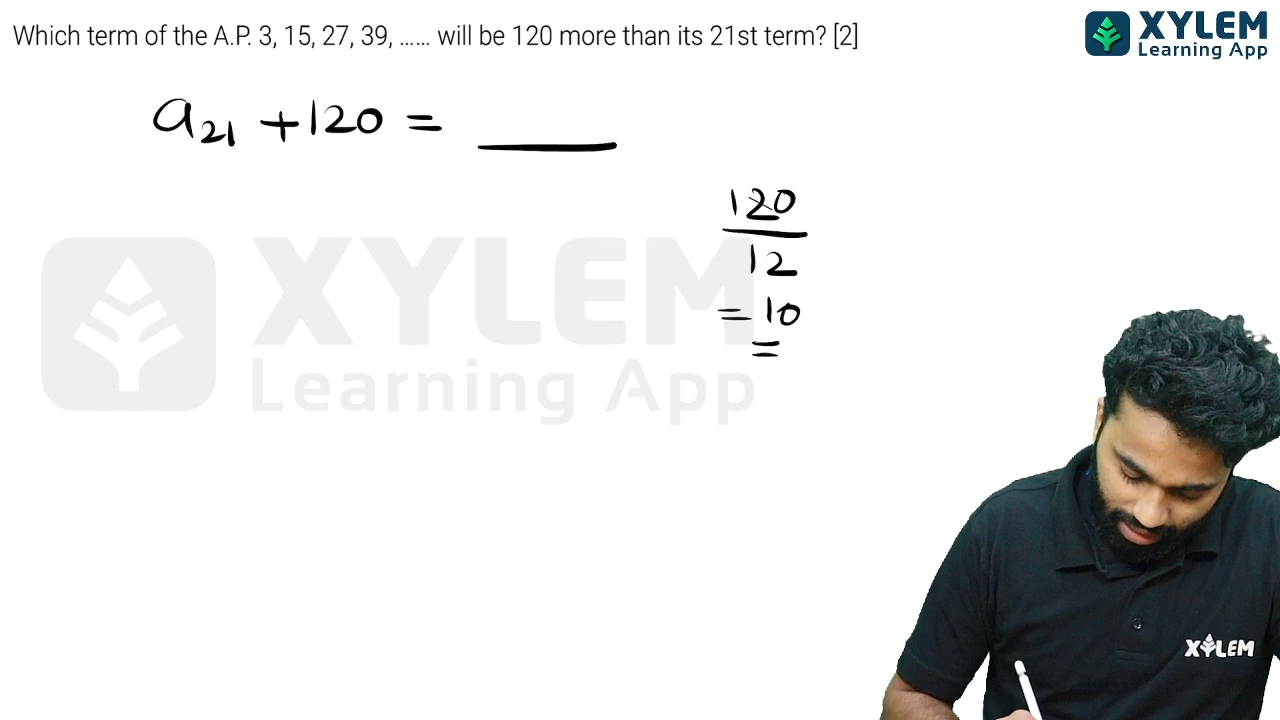 Which term of the A.P. 3, 15, 27, 39, ...... will be 120 more than its 21st term? [2]
XYLEM
Learning App
a₂₁ + 120 = ______
120
12
= 10
=
XYLEM
Learning App
XYLEM